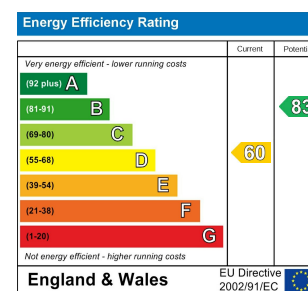 Energy Efficiency Rating
Current Potenti
Very energy efficient - lower running costs
(92 plus) A
(81-91) B 83
(69-80) C
(55-68) D 60
(39-54) E
(21-38) F
(1-20) G
Not energy efficient - higher running costs
England & Wales
EU Directive
2002/91/EC